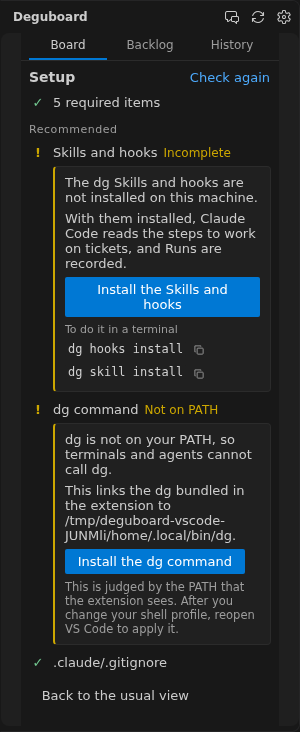 Deguboard
Board
Backlog
History
Setup
Check again
✓ 5 required items
Recommended
! Skills and hooks Incomplete
The dg Skills and hooks are
not installed on this machine.
With them installed, Claude
Code reads the steps to work
on tickets, and Runs are
recorded.
Install the Skills and
hooks
To do it in a terminal
dg hooks install
dg skill install
! dg command Not on PATH
dg is not on your PATH, so
terminals and agents cannot
call dg.
This links the dg bundled in
the extension to
/tmp/deguboard-vscode-
JUNMli/home/.local/bin/dg.
Install the dg command
This is judged by the PATH that
the extension sees. After you
change your shell profile, reopen
VS Code to apply it.
✓ .claude/.gitignore
Back to the usual view